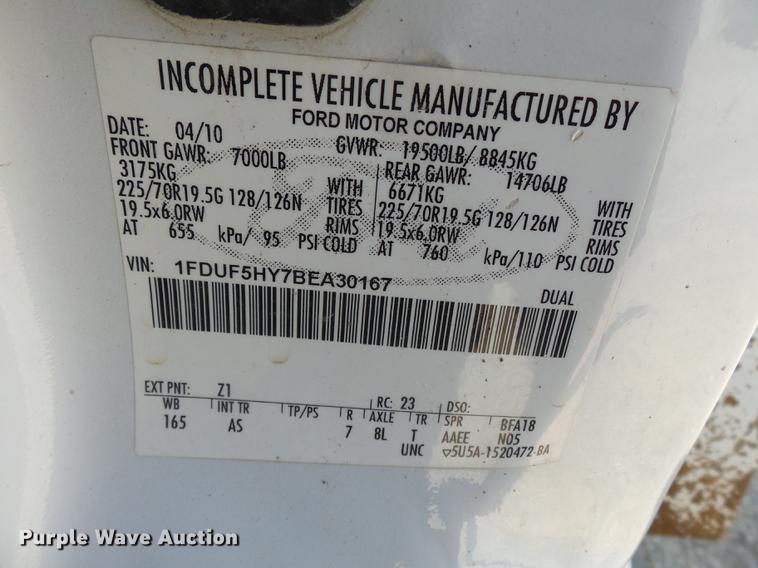 INCOMPLETE VEHICLE MANUFACTURED BY
FORD MOTOR COMPANY
DATE: 04/10 GVWR: 19500LB/ 8845KG
FRONT GAWR: 7000LB REAR GAWR: 14706LB
3175KG WITH 6671KG WITH
225/70R19.5G 128/126N TIRES 225/70R19.5G 128/126N TIRES
19.5x6.0RW RIMS 19.5x6.0RW RIMS
AT 655 kPa/ 95 PSI COLD AT 760 kPa/110 PSI COLD
VIN: 1FDUF5HY7BEA30167
DUAL
EXT PNT: Z1 RC: 23 DSO:
WB INT TR TP/PS R AXLE TR SPR BFA18
165 AS 7 8L T AAEE N05
UNC ▽5U5A-1520472-BA
Purple Wave Auction